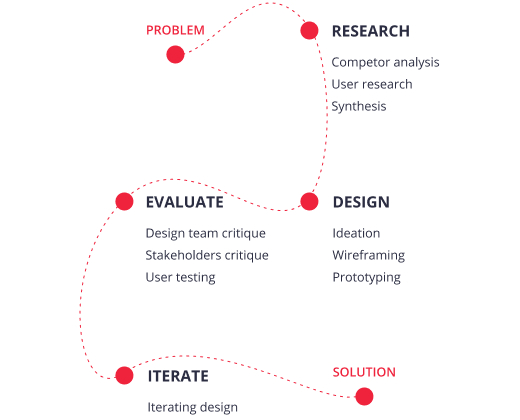 PROBLEM
RESEARCH
Competor analysis
User research
Synthesis
DESIGN
Ideation
Wireframing
Prototyping
EVALUATE
Design team critique
Stakeholders critique
User testing
ITERATE
Iterating design
SOLUTION